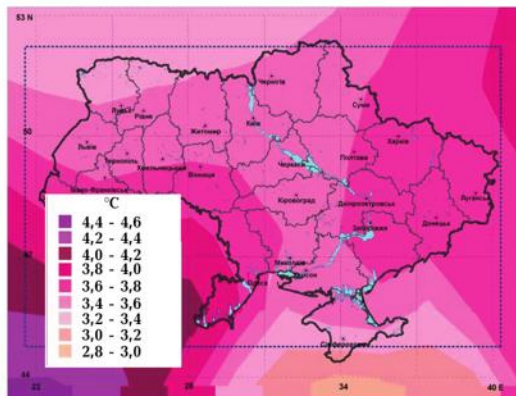 53 N
Чернігів
Луцьк
Рівне
Суми
Житомир
Київ
50
Львів
Харків
Полтава
Тернопіль
Хмельницький
Черкаси
Вінниця
Луганськ
Кіровоград
Дніпропетровськ
Донецьк
Запоріжжя
°C
4,4 - 4,6
4,2 - 4,4
4,0 - 4,2
3,8 - 4,0
3,6 - 3,8
3,4 - 3,6
3,2 - 3,4
3,0 - 3,2
2,8 - 3,0
Миколаїв
Херсон
Одеса
Сімферополь
44
22
28
34
40 E